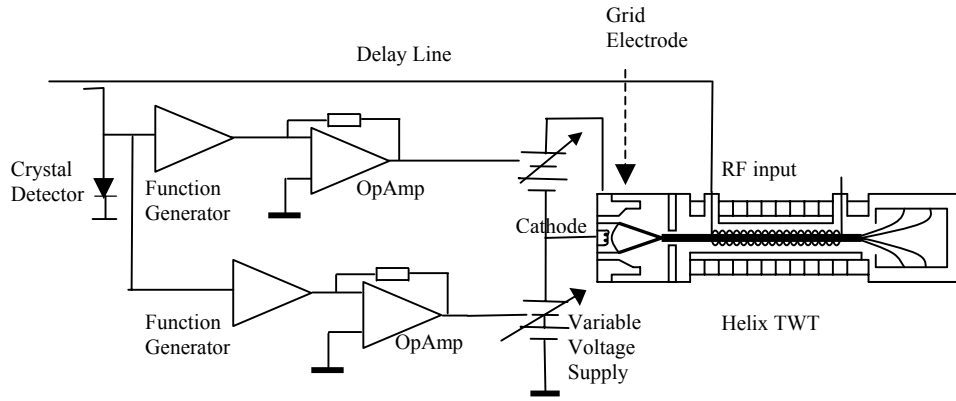 Grid
Electrode
Delay Line
Crystal
Detector
Function
Generator
OpAmp
RF input
Cathode
Function
Generator
OpAmp
Variable
Voltage
Supply
Helix TWT